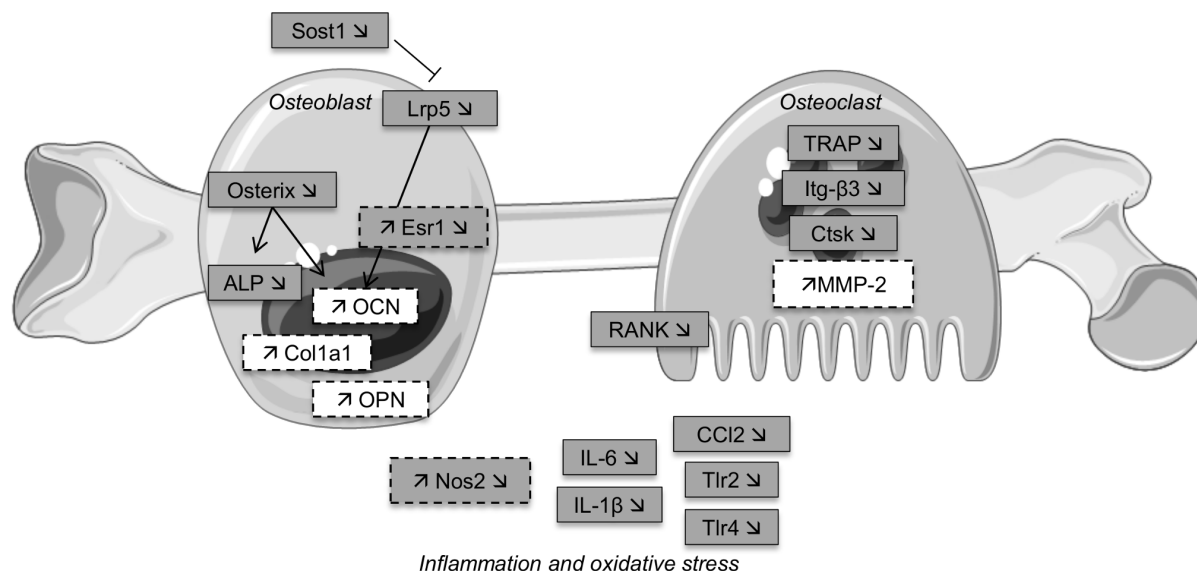 Sost1 ↘
Osteoblast
Lrp5 ↘
Osteoclast
TRAP ↘
Osterix ↘
Itg-β3 ↘
↗ Esr1 ↘
Ctsk ↘
ALP ↘
↗ OCN
↗MMP-2
RANK ↘
↗ Col1a1
↗ OPN
CCl2 ↘
IL-6 ↘
↗ Nos2 ↘
Tlr2 ↘
IL-1β ↘
Tlr4 ↘
Inflammation and oxidative stress